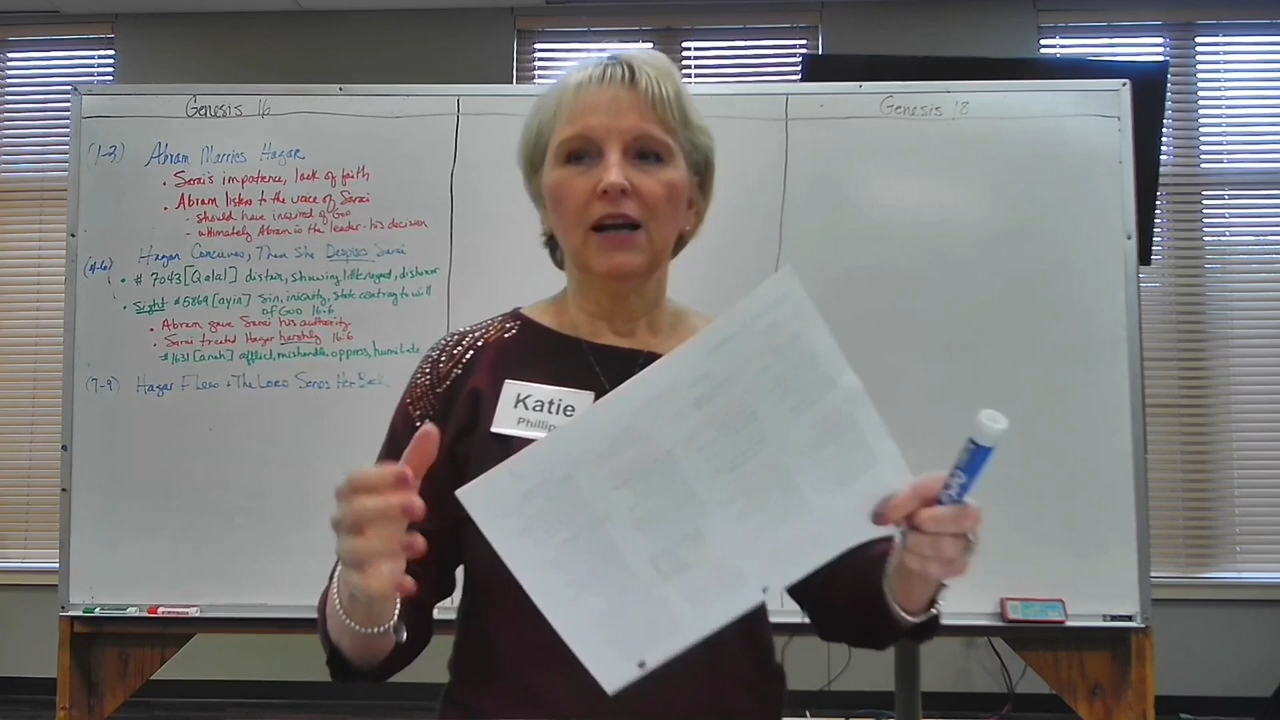 Genesis 16
Genesis 18
(1-3) Abram Marries Hagar
• Sarai's impatience, lack of faith
• Abram listens to the voice of Sarai
- should have inquired of God
- ultimately Abram is the leader - his decision
(4-6) Hagar Conceives, Then She Despises Sarai
• #7043 [Qalal] disdain, showing little regard, dishonor
• Sight #5869 [ayin] sin, iniquity, state contrary to will
of God 16:6
• Abram gave Sarai his authority
• Sarai treated Hagar harshly 16:6
[anah] afflict, mishandle, oppress, humiliate
(7-9) Hagar Flees + The Lord Sends Her Back
Katie
Phillip
EXPO